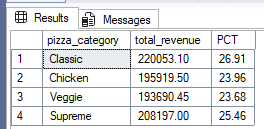 Results Messages
pizza_category total_revenue PCT
1 Classic 220053.10 26.91
2 Chicken 195919.50 23.96
3 Veggie 193690.45 23.68
4 Supreme 208197.00 25.46